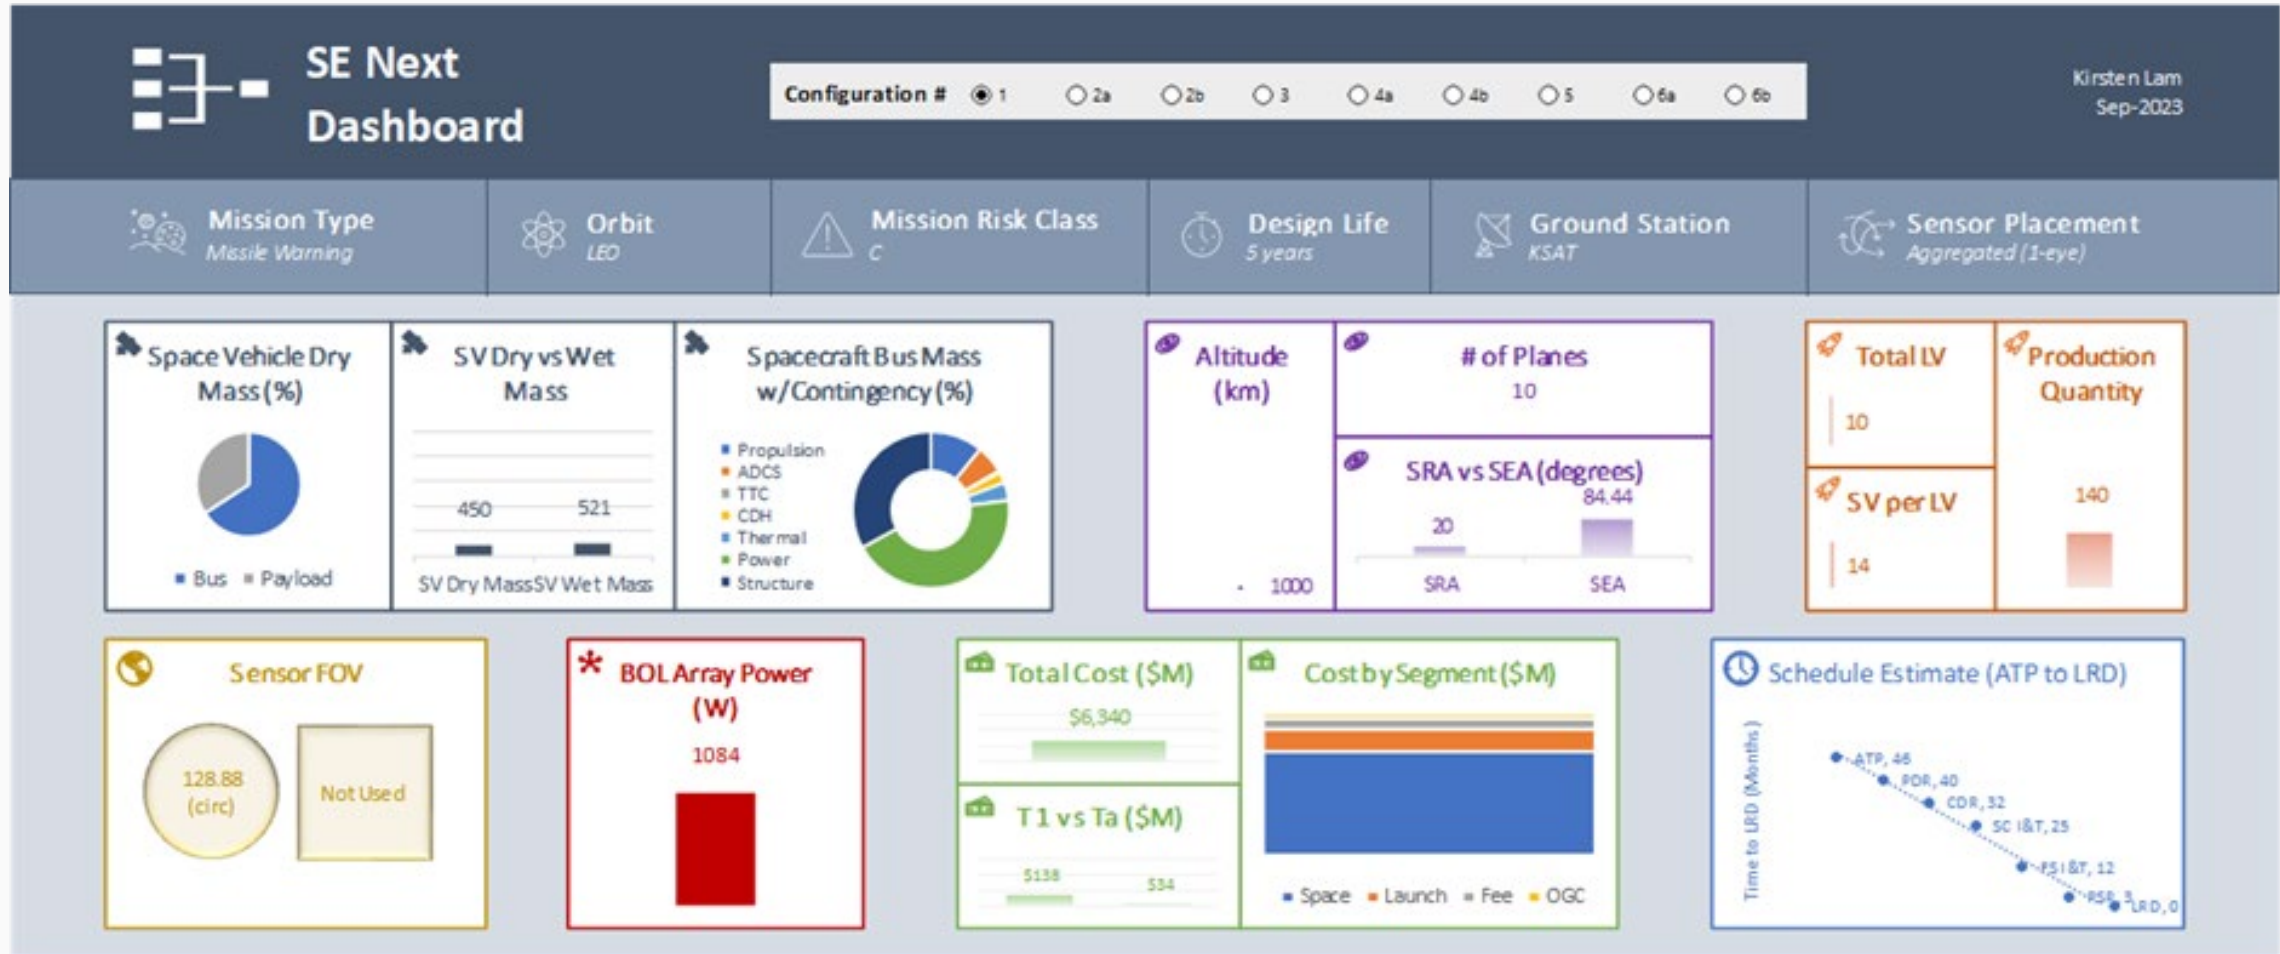 SE Next
Dashboard
Configuration # 1 2a 2b 3 4a 4b 5 6a 6b
Kirsten Lam
Sep-2023
Mission Type
Missile Warning
Orbit
LEO
Mission Risk Class
C
Design Life
5 years
Ground Station
KSAT
Sensor Placement
Aggregated (1-eye)
Space Vehicle Dry
Mass (%)
Bus Payload
SV Dry vs Wet
Mass
450 521
SV Dry Mass SV Wet Mass
Spacecraft Bus Mass
w/Contingency (%)
Propulsion
ADCS
TTC
CDH
Thermal
Power
Structure
Altitude
(km)
1000
# of Planes
10
SRA vs SEA (degrees)
84.44
20
SRA SEA
Total LV
10
SV per LV
14
Production
Quantity
140
Sensor FOV
128.88
(circ)
Not Used
BOL Array Power
(W)
1084
Total Cost ($M)
$6,340
T1 vs Ta ($M)
$138 $34
Cost by Segment ($M)
Space Launch Fee OGC
Schedule Estimate (ATP to LRD)
Time to LRD (Months)
ATP, 46
PDR, 40
CDR, 32
SC I&T, 25
PS I&T, 12
PSR, 3
LRD, 0